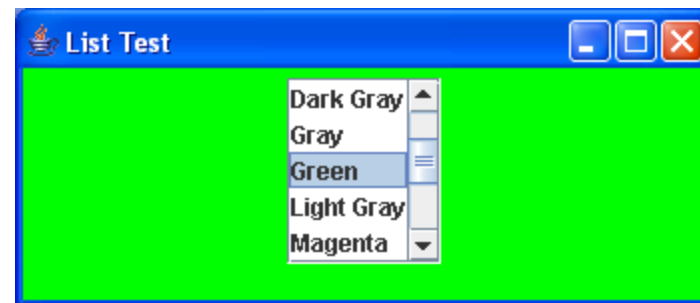 List Test
Dark Gray
Gray
Green
Light Gray
Magenta